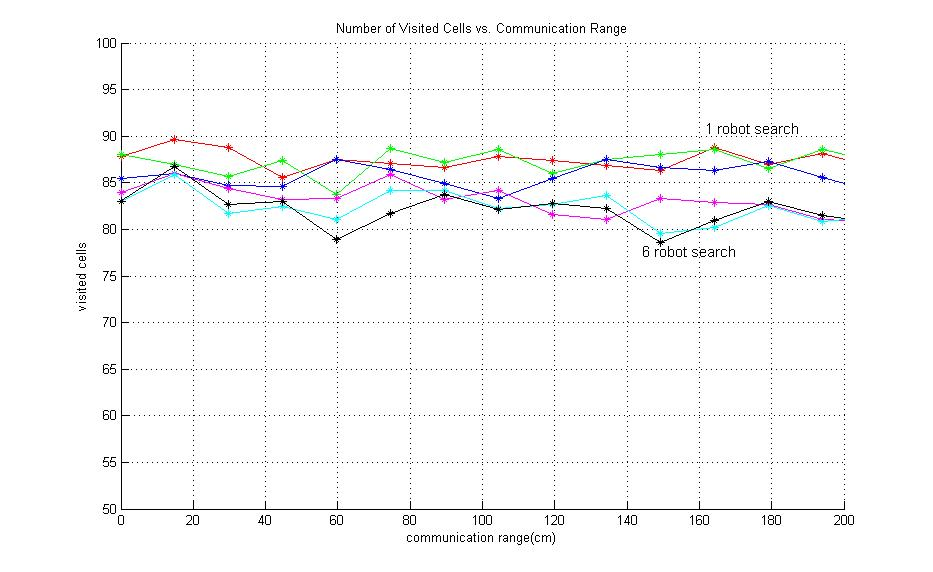 Number of Visited Cells vs. Communication Range
100
95
90
85
80
75
70
65
60
55
50
visited cells
1 robot search
6 robot search
0 20 40 60 80 100 120 140 160 180 200
communication range(cm)